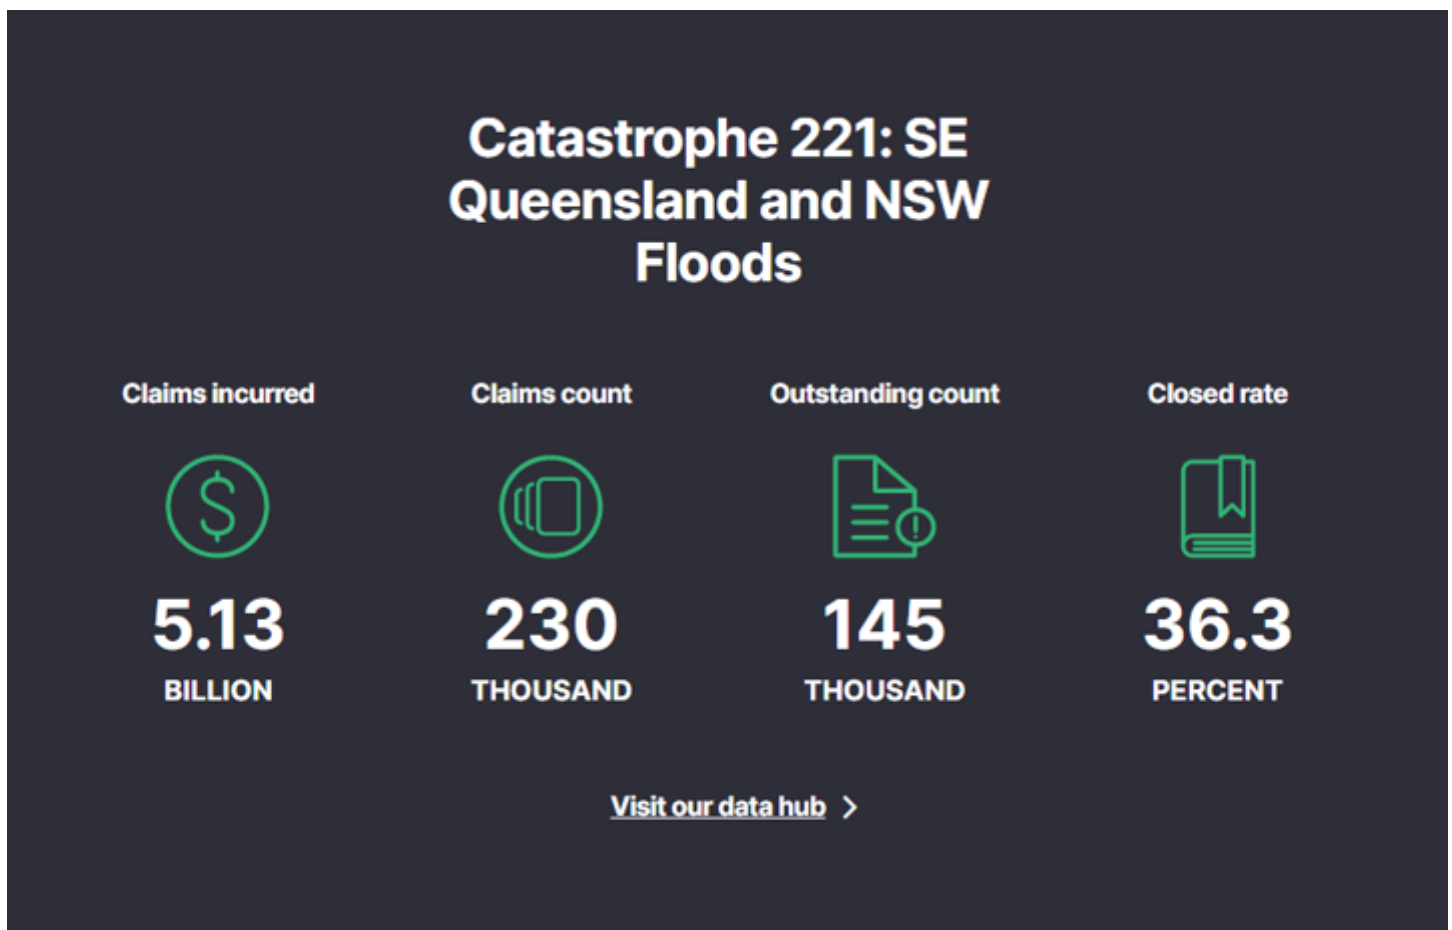 Catastrophe 221: SE
Queensland and NSW
Floods
Claims incurred
5.13
BILLION
Claims count
230
THOUSAND
Outstanding count
145
THOUSAND
Closed rate
36.3
PERCENT
Visit our data hub